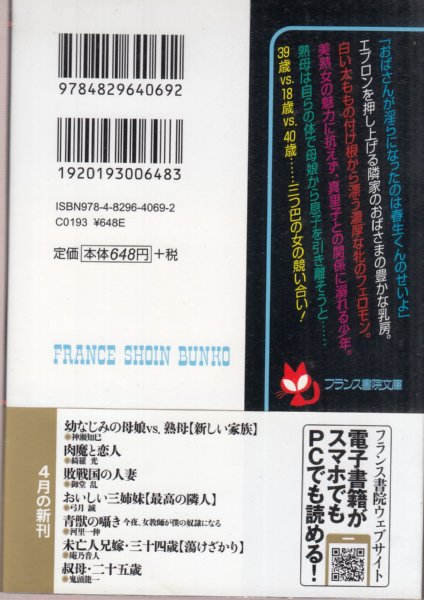 「おばさんが淫らになったのは春生くんのせいよ」
エプロンを押し上げる隣家のおばさまの豊かな乳房。
白い太ももの付け根から漂う濃厚な牝のフェロモン。
美熟女の魅力に抗えず、真里子との関係に溺れる少年。
熟母は自らの体で母娘から息子を引き離そうと……
39歳vs.18歳vs.40歳……三つ巴の女の競い合い!
フランス書院文庫
9784829640692
1920193006483
ISBN978-4-8296-4069-2
C0193 ¥648E
定価 本体648円 +税
FRANCE SHOIN BUNKO
フランス書院ウェブサイト
電子書籍が
スマホでも
PCでも読める!
4月の新刊
幼なじみの母娘vs.熟母【新しい家族】
神瀬知巳
肉魔と恋人
綺羅 光
敗戦国の人妻
御堂 乱
おいしい三姉妹【最高の隣人】
弓月 誠
青獣の囁き 今夜、女教師が僕の奴隷になる
河里一伸
未亡人兄嫁・三十四歳【蕩けざかり】
庵乃音人
叔母・二十五歳
鬼頭龍一